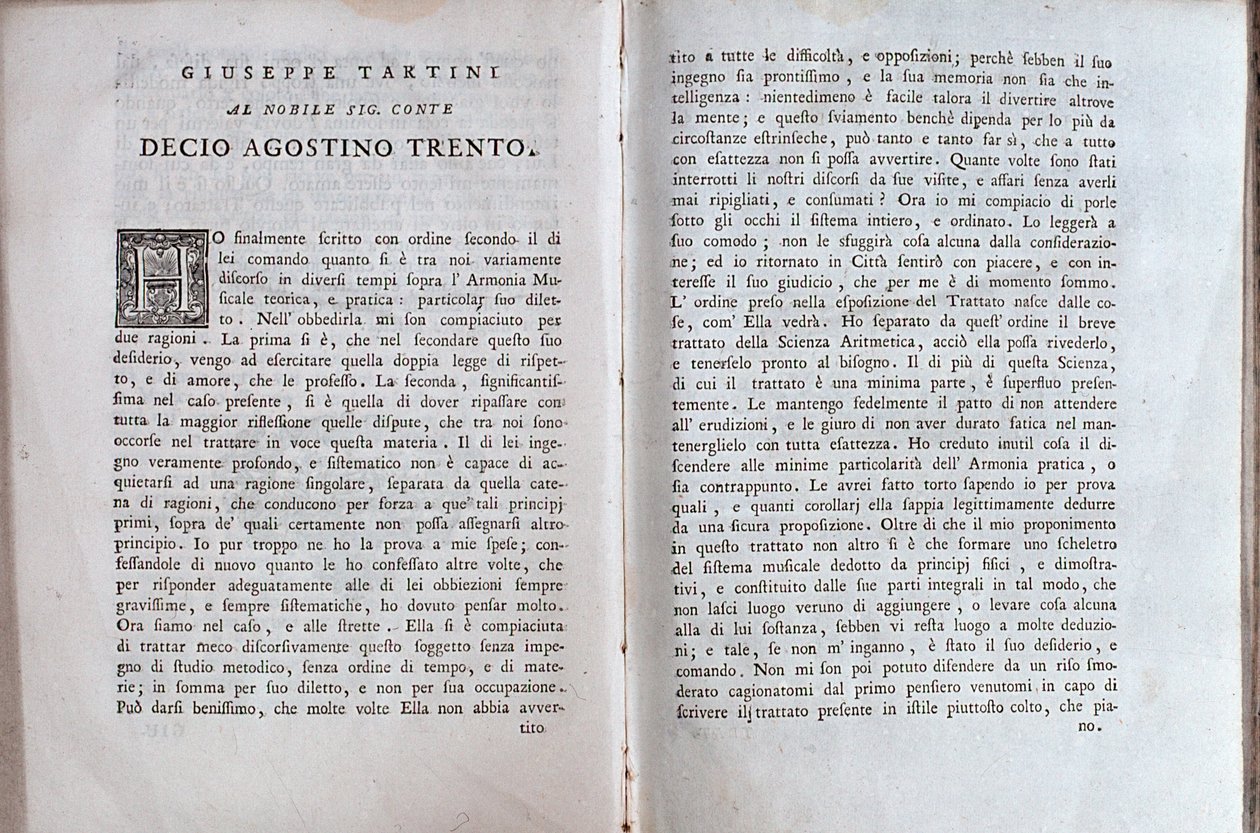 GIUSEPPE TARTINI
AL NOBILE SIG. CONTE
DECIO AGOSTINO TRENTO.
HO finalmente ſcritto con ordine ſecondo il di
lei comando quanto ſi è tra noi variamente
diſcorſo in diverſi tempi ſopra l' Armonia Mu-
ſicale teorica, e pratica: particolar ſuo dilet-
to. Nell' obbedirla mi ſon compiaciuto per
due ragioni. La prima ſi è, che nel ſecondare queſto ſuo
deſiderio, vengo ad eſercitare quella doppia legge di riſpet-
to, e di amore, che le profeſſo. La ſeconda, ſignificantiſ-
ſima nel caſo preſente, ſi è quella di dover ripaſſare con
tutta la maggior rifleſſione quelle diſpute, che tra noi ſono
occorſe nel trattare in voce queſta materia. Il di lei inge-
gno veramente profondo, e ſiſtematico non è capace di ac-
quietarſi ad una ragione ſingolare, ſeparata da quella cate-
na di ragioni, che conducono per forza a que' tali principj
primi, ſopra de' quali certamente non poſſa aſſegnarſi altro
principio. Io pur troppo ne ho la prova a mie ſpeſe; con-
feſſandole di nuovo quanto le ho confeſſato altre volte, che
per riſponder adeguatamente alle di lei obbiezioni ſempre
graviſſime, e ſempre ſiſtematiche, ho dovuto penſar molto.
Ora ſiamo nel caſo, e alle ſtrette. Ella ſi è compiaciuta
di trattar meco diſcorſivamente queſto ſoggetto ſenza impe-
gno di ſtudio metodico, ſenza ordine di tempo, e di mate-
rie; in ſomma per ſuo diletto, e non per ſua occupazione.
Può darſi beniſſimo, che molte volte Ella non abbia avver-
tito
tito a tutte le difficoltà, e oppoſizioni; perchè ſebben il ſuo
ingegno ſia prontiſſimo, e la ſua memoria non ſia che in-
telligenza: nientedimeno è facile talora il divertire altrove
la mente; e queſto ſviamento benchè dipenda per lo più da
circoſtanze eſtrinſeche, può tanto e tanto far sì, che a tutto
con eſattezza non ſi poſſa avvertire. Quante volte ſono ſtati
interrotti li noſtri diſcorſi da ſue viſite, e affari ſenza averli
mai ripigliati, e conſumati? Ora io mi compiacio di porle
ſotto gli occhi il ſiſtema intiero, e ordinato. Lo leggerà a
ſuo comodo; non le sfuggirà coſa alcuna dalla conſiderazio-
ne; ed io ritornato in Città ſentirò con piacere, e con in-
tereſſe il ſuo giudicio, che per me è di momento ſommo.
L' ordine preſo nella eſpoſizione del Trattato naſce dalle co-
ſe, com' Ella vedrà. Ho ſeparato da queſt' ordine il breve
trattato della Scienza Aritmetica, acciò ella poſſa rivederlo,
e tenerſelo pronto al biſogno. Il di più di queſta Scienza,
di cui il trattato è una minima parte, è ſuperfluo preſen-
temente. Le mantengo fedelmente il patto di non attendere
all' erudizioni, e le giuro di non aver durato fatica nel man-
tenerglielo con tutta eſattezza. Ho creduto inutil coſa il di-
ſcendere alle minime particolarità dell' Armonia pratica, o
ſia contrappunto. Le avrei fatto torto ſapendo io per prova
quali, e quanti corollarj ella ſappia legittimamente dedurre
da una ſicura propoſizione. Oltre di che il mio proponimento
in queſto trattato non altro ſi è che formare uno ſcheletro
del ſiſtema muſicale dedotto da principj fiſici, e dimoſtra-
tivi, e conſtituito dalle ſue parti integrali in tal modo, che
non laſci luogo veruno di aggiungere, o levare coſa alcuna
alla di lui ſoſtanza, ſebben vi reſta luogo a molte deduzio-
ni; e tale, ſe non m' inganno, è ſtato il ſuo deſiderio, e
comando. Non mi ſon poi potuto difendere da un riſo ſmo-
derato cagionatomi dal primo penſiero venutomi in capo di
ſcrivere il trattato preſente in iſtile piuttoſto colto, che pia-
no.